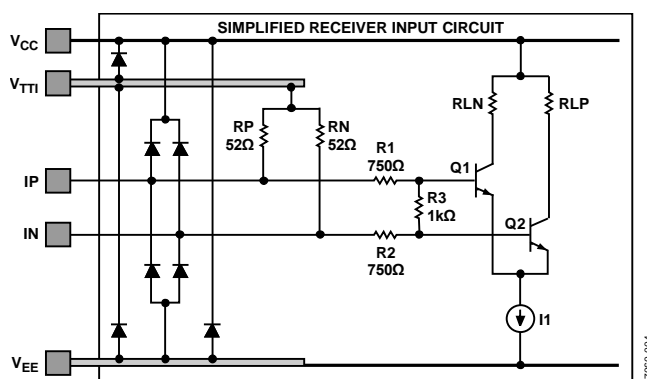 SIMPLIFIED RECEIVER INPUT CIRCUIT
VCC
VTTI
RP
52Ω
RN
52Ω
RLN
RLP
IP
R1
750Ω
Q1
R3
1kΩ
IN
R2
750Ω
Q2
I1
VEE